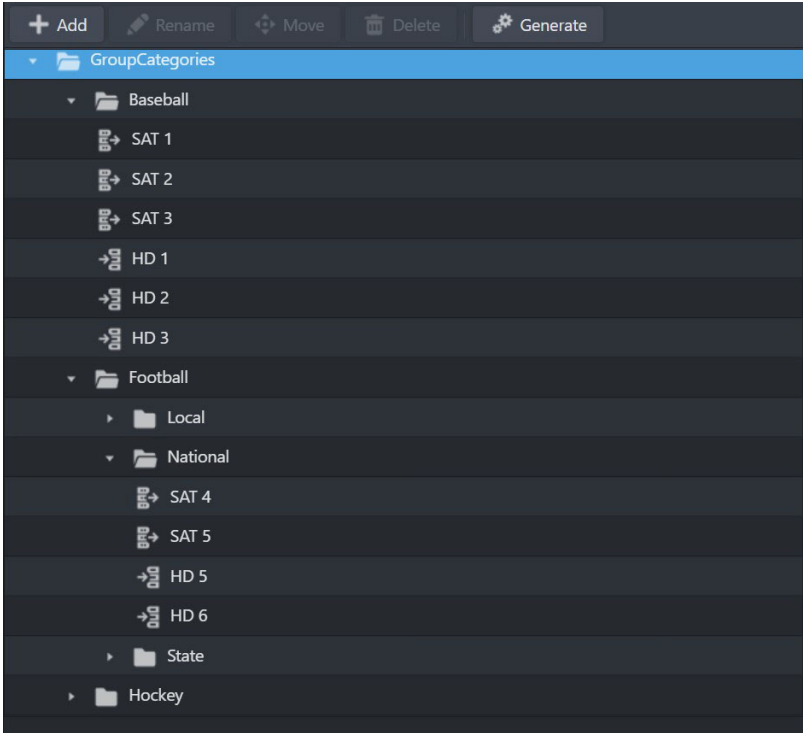 Add Rename Move Delete Generate
GroupCategories
Baseball
SAT 1
SAT 2
SAT 3
HD 1
HD 2
HD 3
Football
Local
National
SAT 4
SAT 5
HD 5
HD 6
State
Hockey